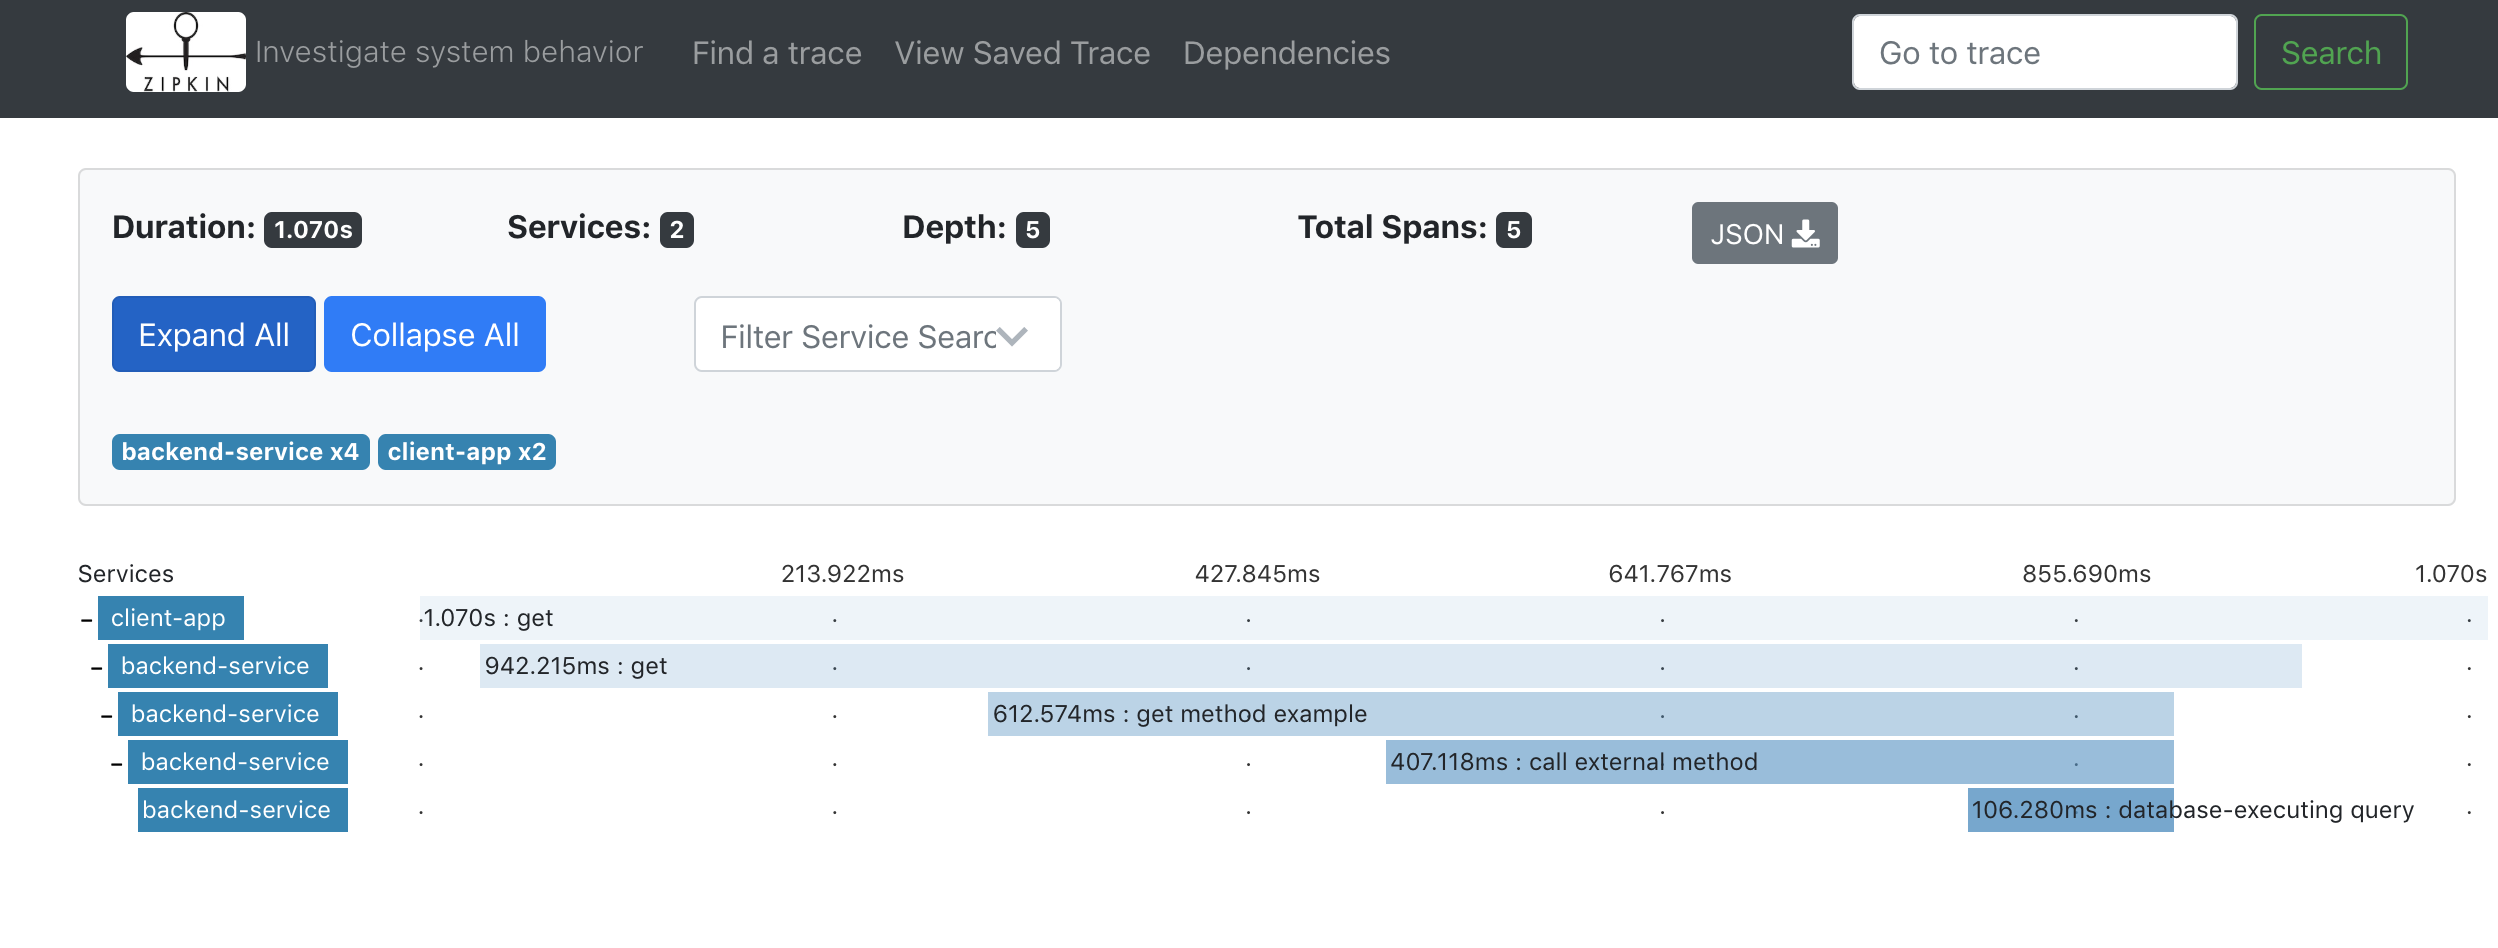 ZIPKIN Investigate system behavior Find a trace View Saved Trace Dependencies Go to trace Search
Duration: 1.070s Services: 2 Depth: 5 Total Spans: 5 JSON
Expand All Collapse All Filter Service Searc
backend-service x4 client-app x2
Services 213.922ms 427.845ms 641.767ms 855.690ms 1.070s
- client-app 1.070s : get
- backend-service 942.215ms : get
- backend-service 612.574ms : get method example
- backend-service 407.118ms : call external method
backend-service 106.280ms : database-executing query